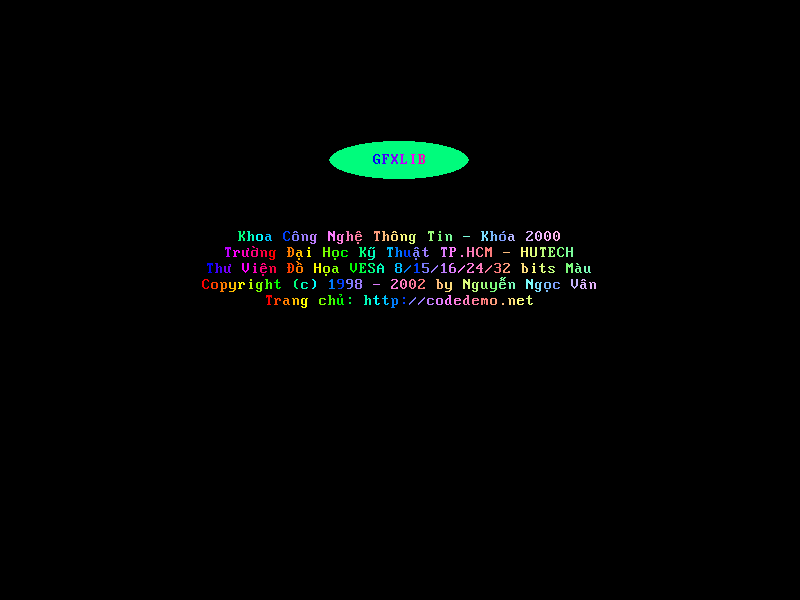 GFXLIB
Khoa Công Nghệ Thông Tin - Khóa 2000
Trường Đại Học Kỹ Thuật TP.HCM - HUTECH
Thư Viện Đồ Họa VESA 8/15/16/24/32 bits Màu
Copyright (c) 1998 - 2002 by Nguyễn Ngọc Vân
Trang chủ: http://codedemo.net